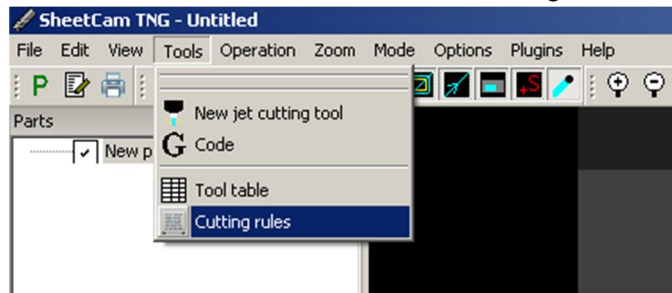 SheetCam TNG - Untitled
File Edit View Tools Operation Zoom Mode Options Plugins Help
P +S
Parts
New p
New jet cutting tool
G Code
Tool table
Cutting rules